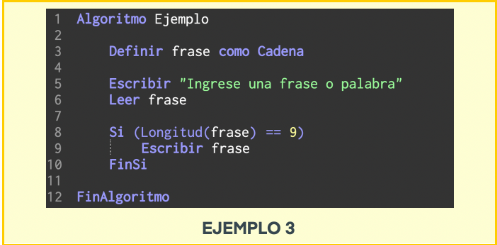 1 Algoritmo Ejemplo
2
3 Definir frase como Cadena
4
5 Escribir "Ingrese una frase o palabra"
6 Leer frase
7
8 Si (Longitud(frase) == 9)
9 Escribir frase
10 FinSi
11
12 FinAlgoritmo
EJEMPLO 3